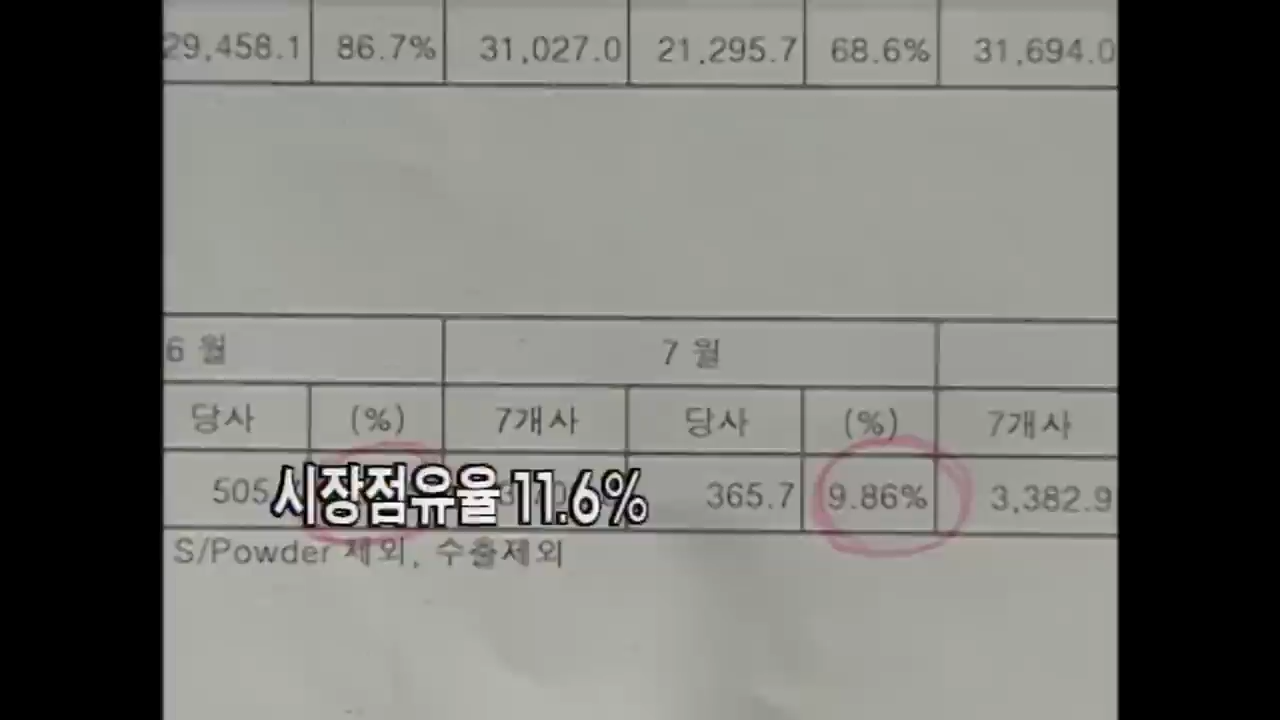 29,458.1 86.7% 31,027.0 21,295.7 68.6% 31,694.0
6 월 7 월
당사 (%) 7개사 당사 (%) 7개사
505 365.7 9.86% 3,382.9
시장점유율 11.6%
S/Powder 제외, 수출제외